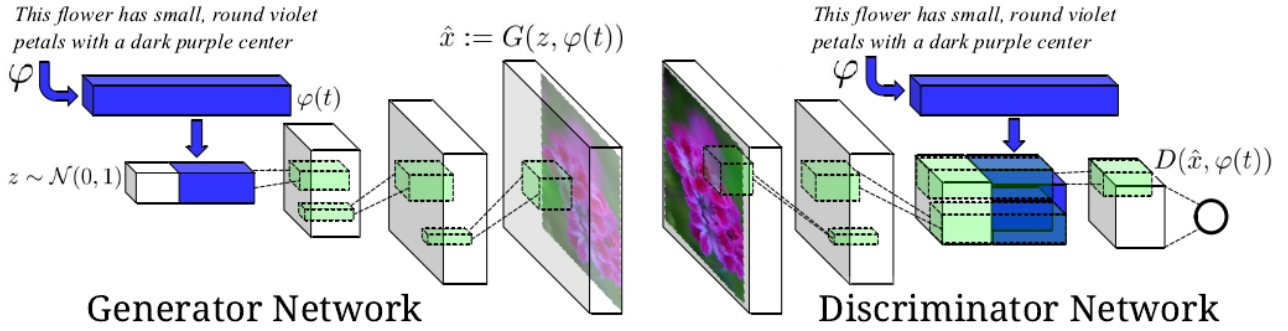 This flower has small, round violet
petals with a dark purple center
φ
φ(t)
z ∼ N(0, 1)
x̂ := G(z, φ(t))
Generator Network
This flower has small, round violet
petals with a dark purple center
φ
D(x̂, φ(t))
Discriminator Network